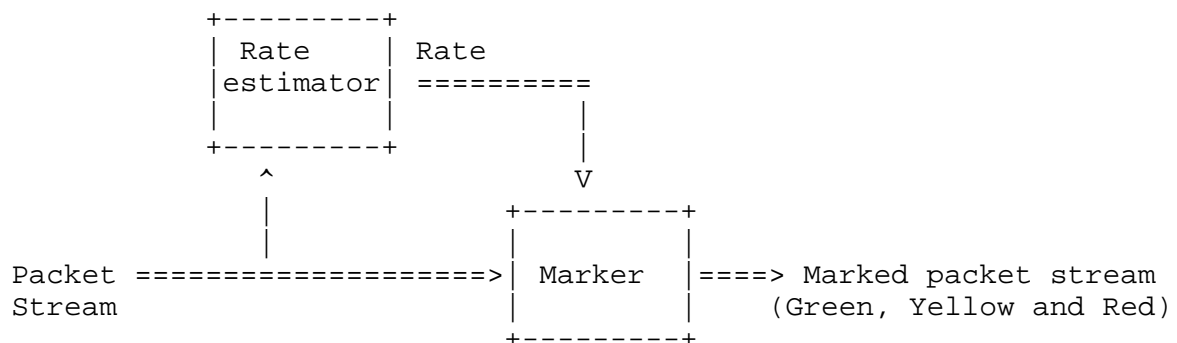 Rate
Rate
estimator
Packet
Marker
Marked packet stream
Stream
(Green, Yellow and Red)